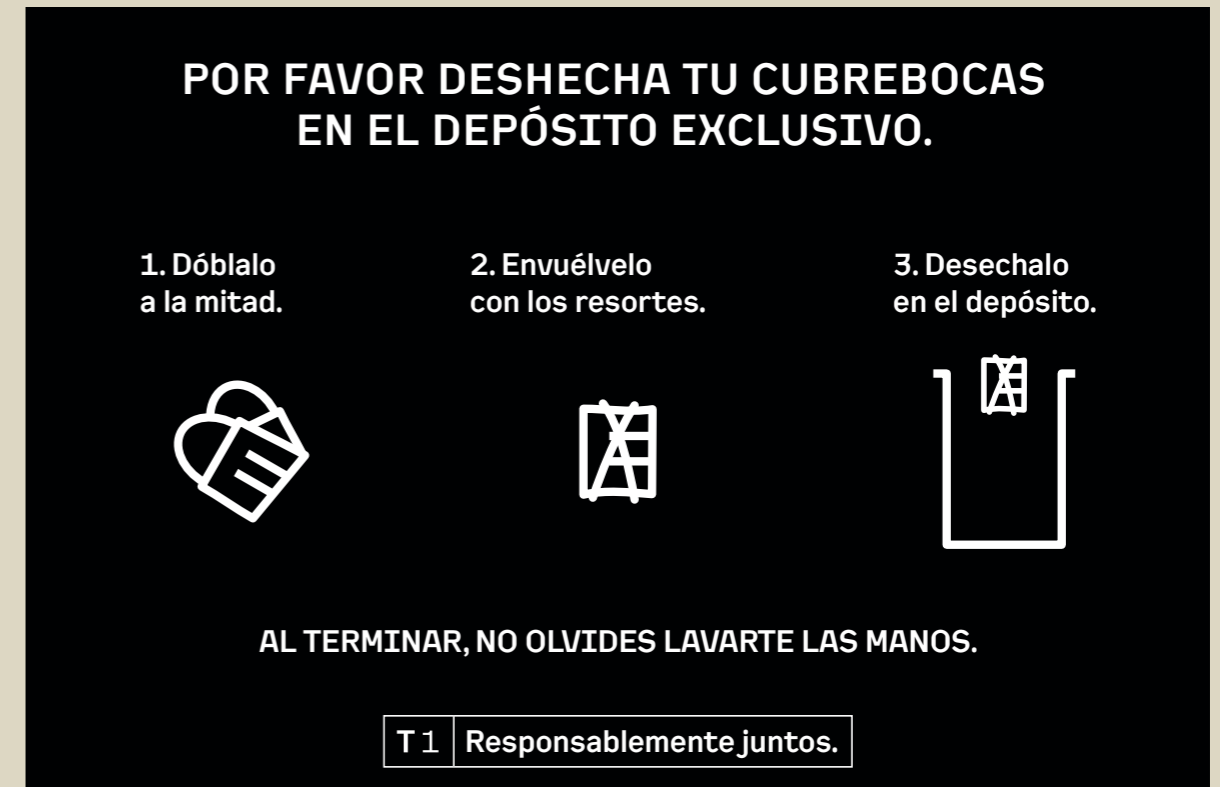 POR FAVOR DESHECHA TU CUBREBOCAS
EN EL DEPÓSITO EXCLUSIVO.
1. Dóblalo
a la mitad.
2. Envuélvelo
con los resortes.
3. Desechalo
en el depósito.
AL TERMINAR, NO OLVIDES LAVARTE LAS MANOS.
T1 Responsablemente juntos.